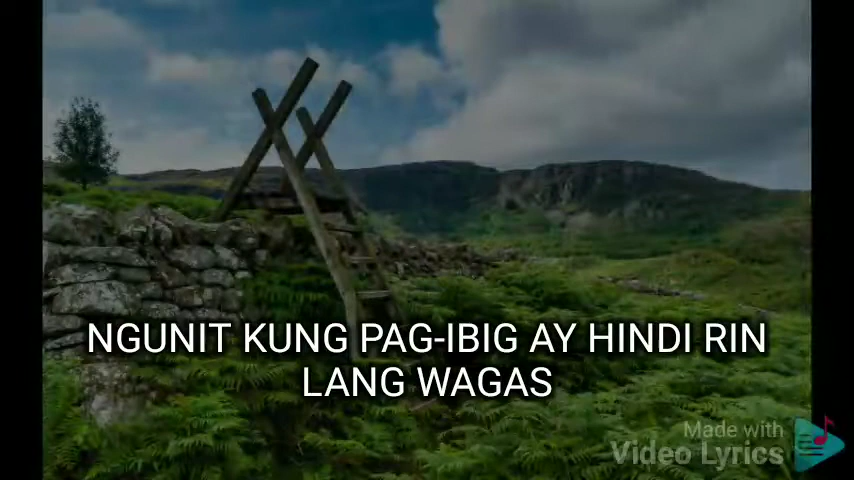 NGUNIT KUNG PAG-IBIG AY HINDI RIN
LANG WAGAS
Made with
Video Lyrics